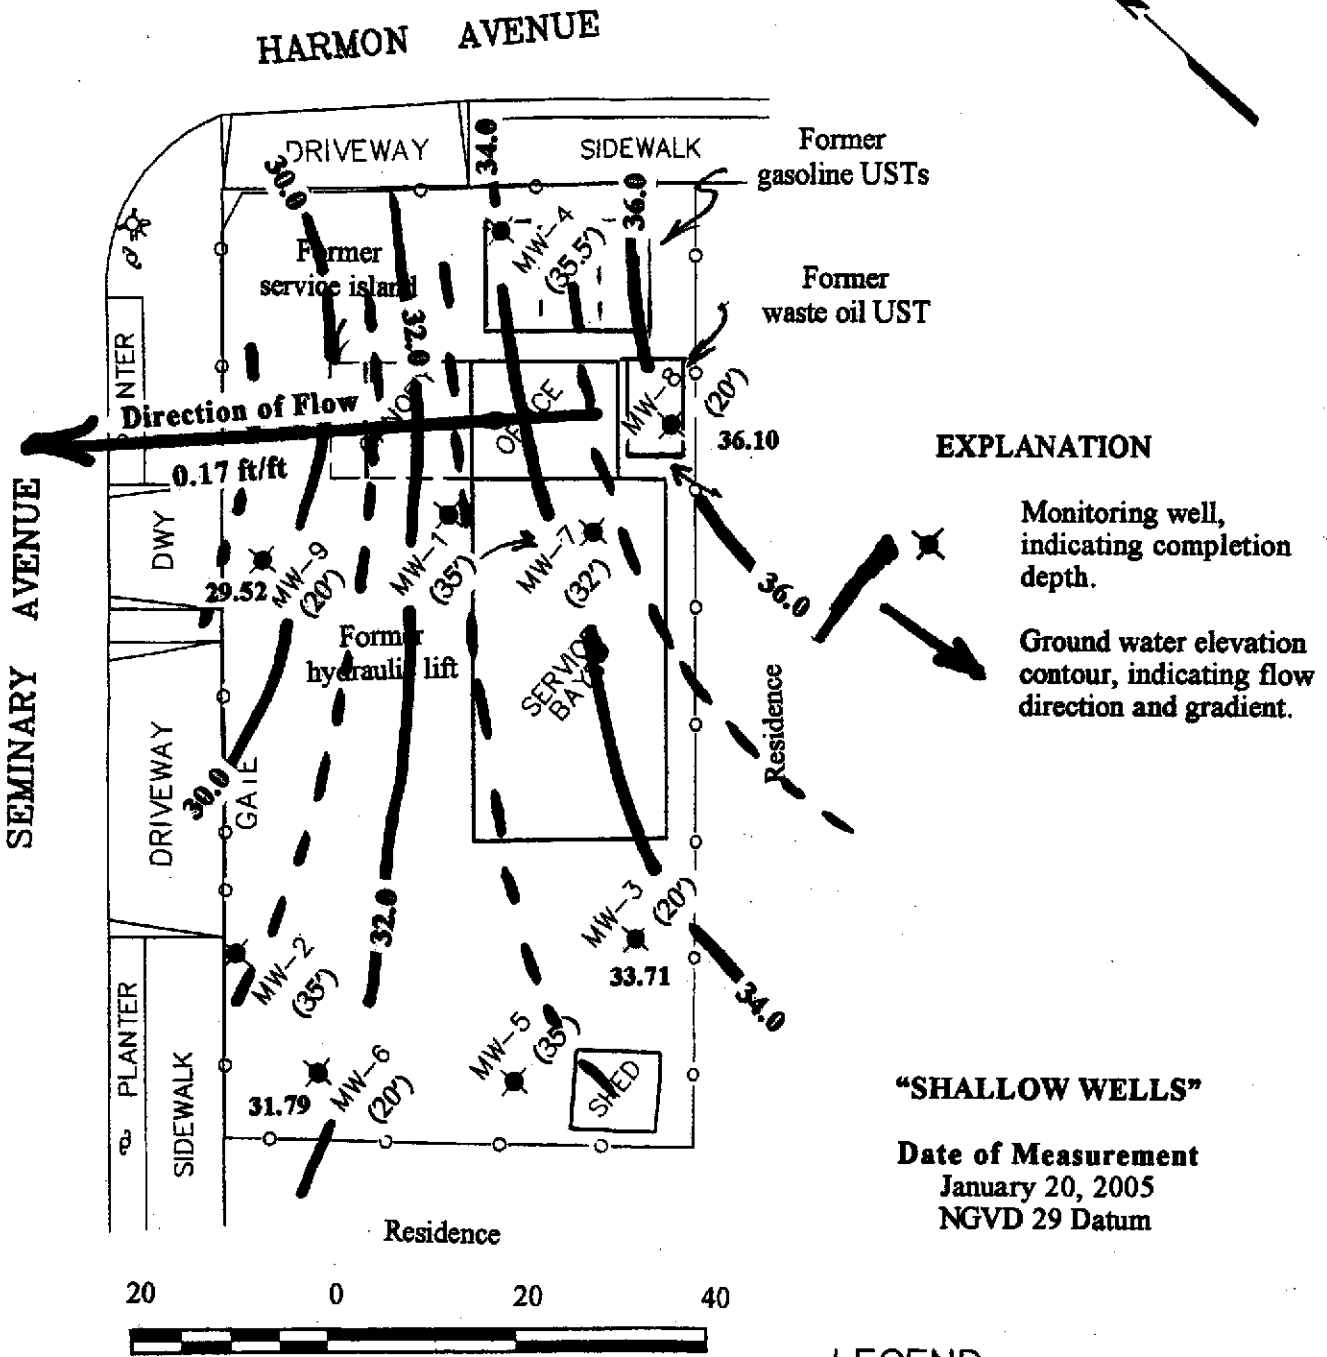 HARMON AVENUE
DRIVEWAY
SIDEWALK
Former
gasoline USTs
30.0
34.0
36.0
MW-4
(35.5')
Former
service island
Former
waste oil UST
32.0
NTER
Direction of Flow
0.17 ft/ft
OFFICE
MW-8
(20')
36.10
EXPLANATION
Monitoring well,
indicating completion
depth.
Ground water elevation
contour, indicating flow
direction and gradient.
SEMINARY AVENUE
DWY
29.52
MW-9
(20')
MW-1
(35')
MW-7
(32')
36.0
Former
hydraulic lift
SERVICE
BAYS
Residence
DRIVEWAY
GATE
30.0
32.0
MW-3
(20')
33.71
34.0
MW-2
(35')
MW-5
(35')
MW-6
(20')
31.79
SHED
PLANTER
SIDEWALK
Residence
"SHALLOW WELLS"
Date of Measurement
January 20, 2005
NGVD 29 Datum
20 0 20 40
LEGEND